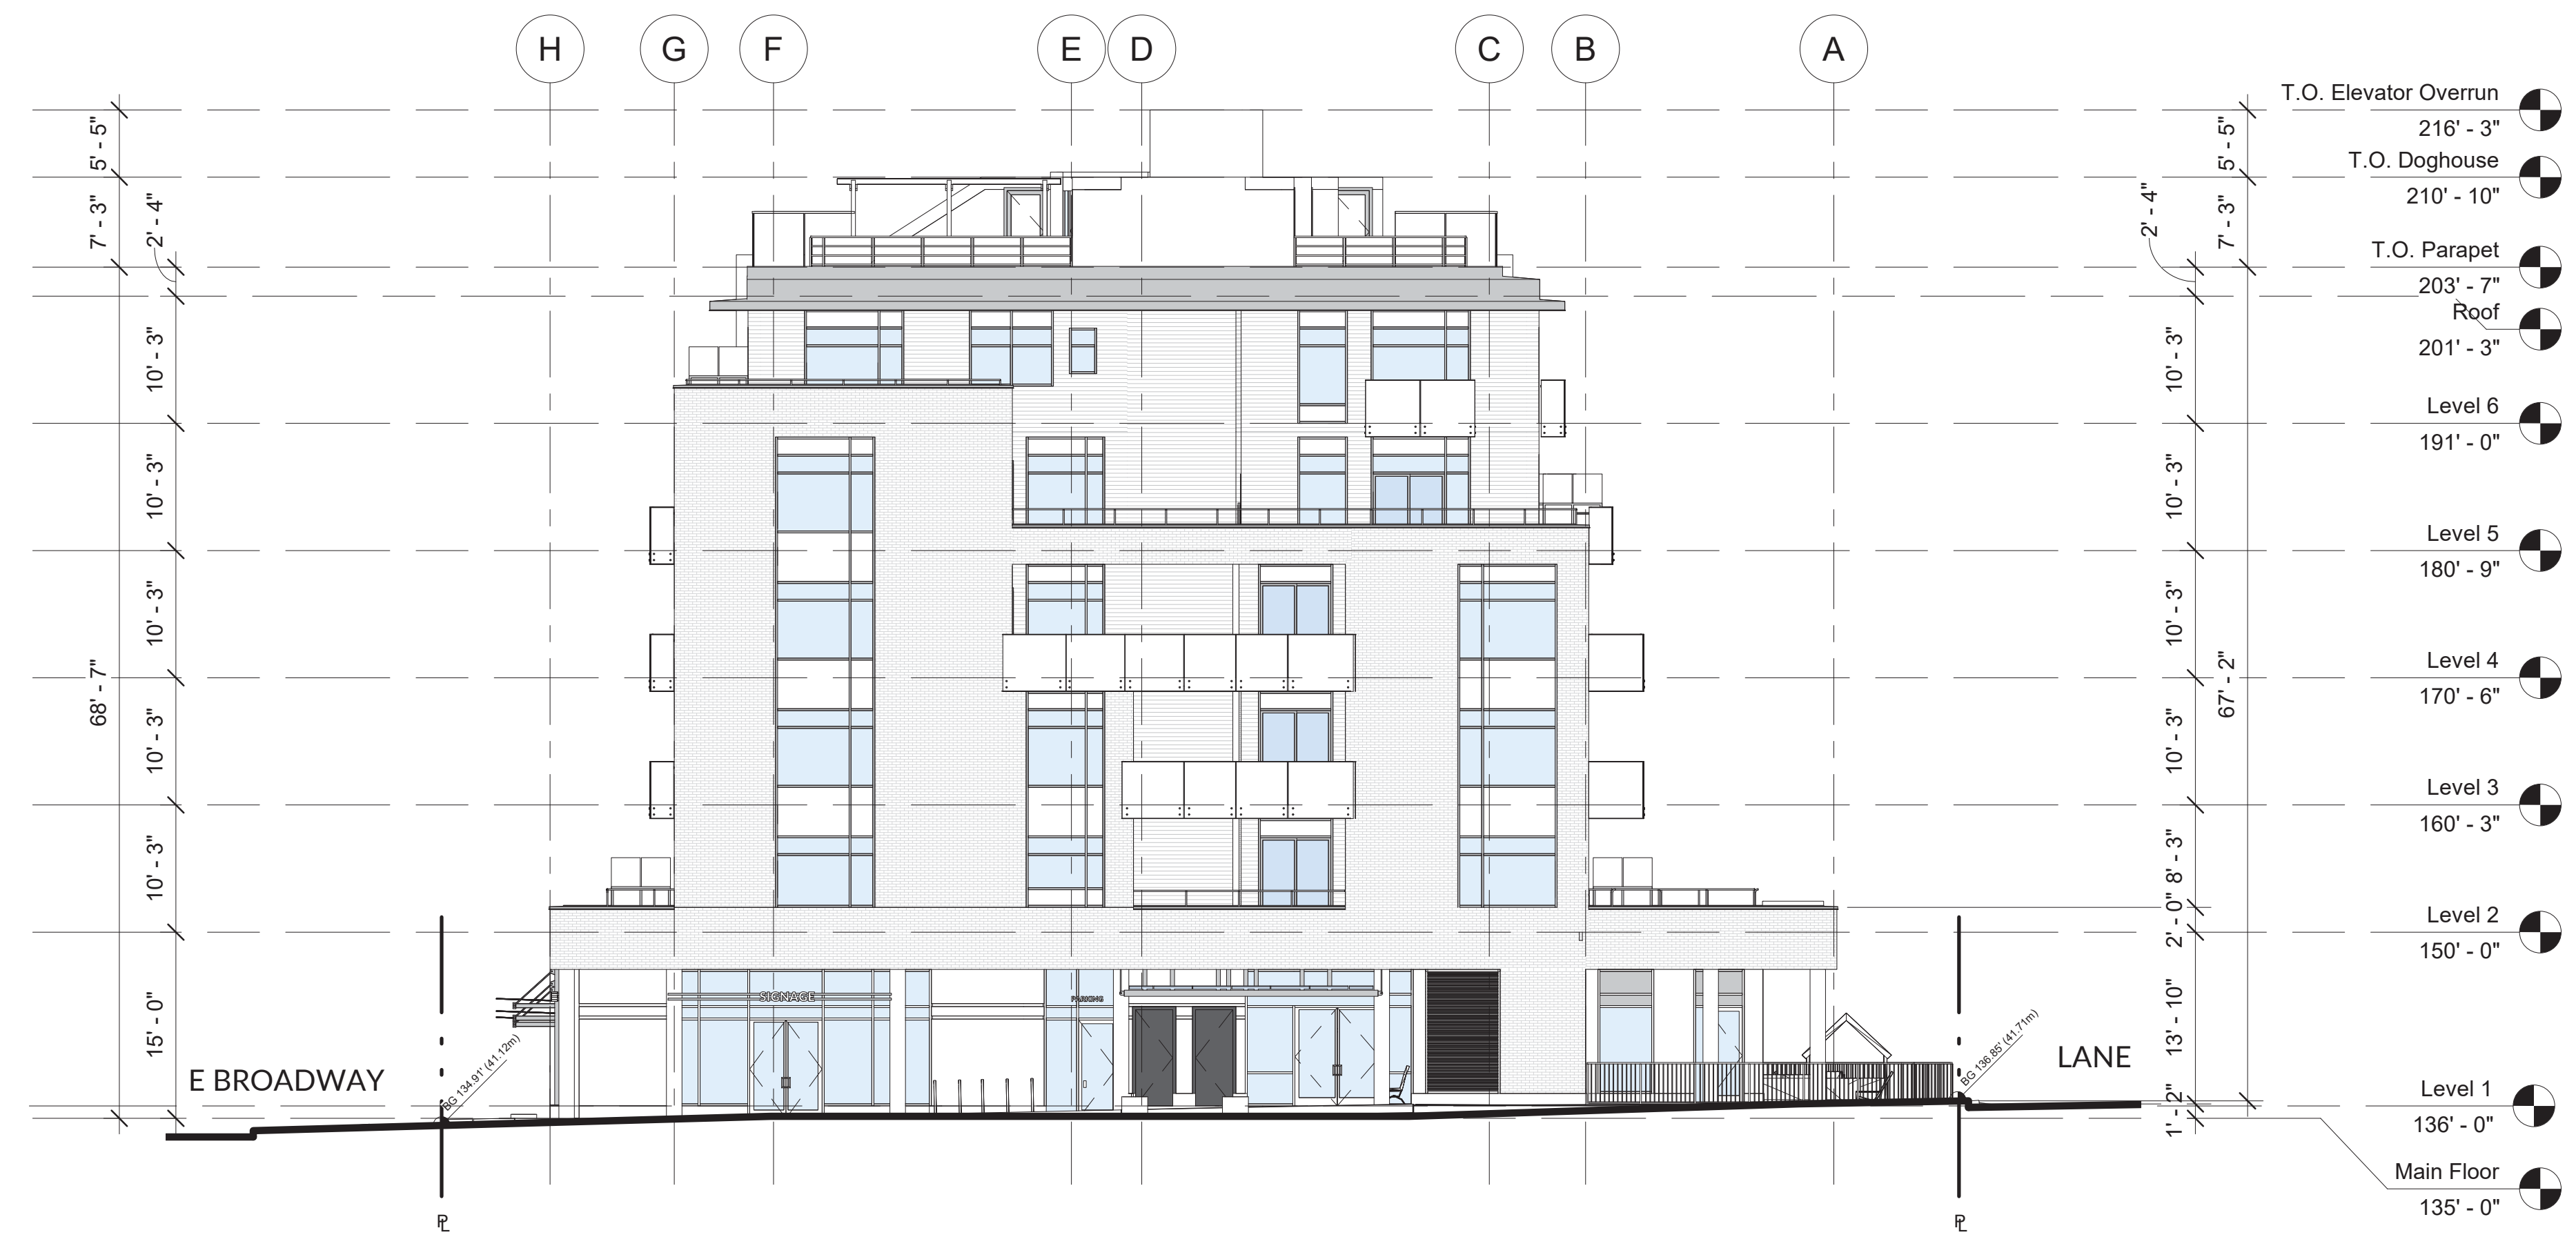 H G F E D C B A
T.O. Elevator Overrun
216' - 3"
T.O. Doghouse
210' - 10"
T.O. Parapet
203' - 7"
Roof
201' - 3"
Level 6
191' - 0"
Level 5
180' - 9"
Level 4
170' - 6"
Level 3
160' - 3"
Level 2
150' - 0"
Level 1
136' - 0"
Main Floor
135' - 0"
5' - 5"
7' - 3"
68' - 7"
2' - 4"
10' - 3"
10' - 3"
10' - 3"
10' - 3"
10' - 3"
15' - 0"
2' - 4"
10' - 3"
10' - 3"
10' - 3"
10' - 3"
8' - 3"
2' - 0"
13' - 10"
1' - 2"
5' - 5"
7' - 3"
67' - 2"
SIGNAGE
PARKING
E BROADWAY
BG 134.91' (41.12m)
BG 136.85' (41.71m)
LANE
PL
PL